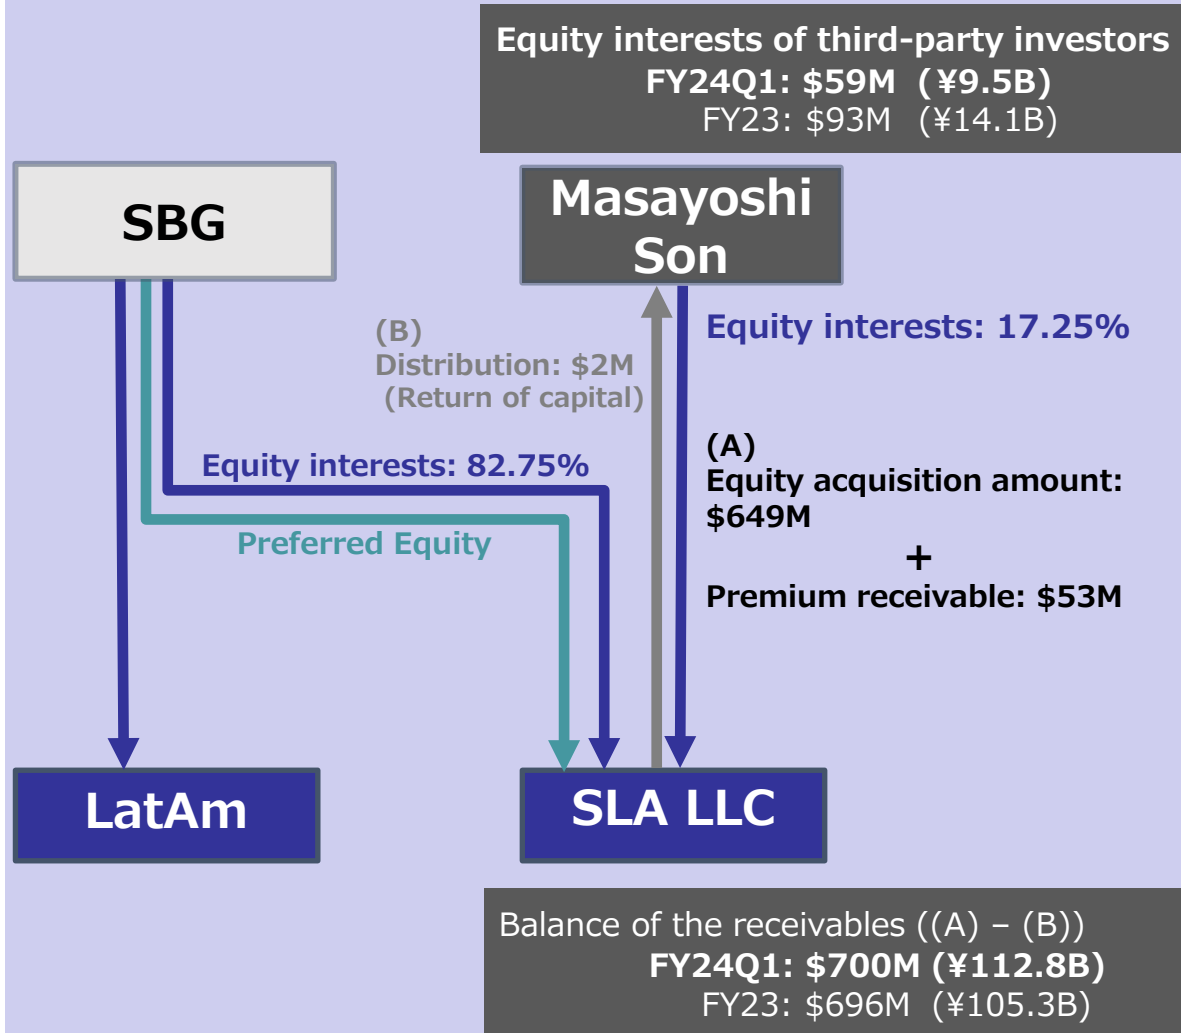 Equity interests of third-party investors
FY24Q1: $59M (¥9.5B)
FY23: $93M (¥14.1B)
SBG
Masayoshi
Son
(B)
Distribution: $2M
(Return of capital)
Equity interests: 17.25%
Equity interests: 82.75%
Preferred Equity
(A)
Equity acquisition amount:
$649M
+
Premium receivable: $53M
LatAm
SLA LLC
Balance of the receivables ((A) – (B))
FY24Q1: $700M (¥112.8B)
FY23: $696M (¥105.3B)